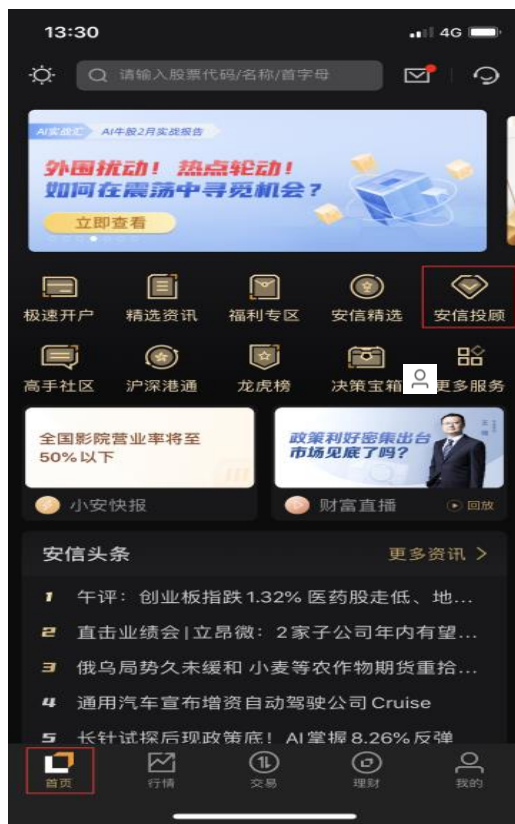 13:30
4G
请输入股票代码/名称/首字母
AI实战汇 AI牛股2月实战报告
外围扰动！热点轮动！
如何在震荡中寻觅机会？
立即查看
极速开户 精选资讯 福利专区 安信精选 安信投顾
高手社区 沪深港通 龙虎榜 决策宝箱 更多服务
全国影院营业率将至
50%以下
政策利好密集出台
市场见底了吗？
小安快报
财富直播
回放
安信头条
更多资讯 >
1 午评：创业板指跌1.32% 医药股走低、地...
2 直击业绩会|立昂微：2家子公司年内有望...
3 俄乌局势久未缓和 小麦等农作物期货重拾...
4 通用汽车宣布增资自动驾驶公司Cruise
5 长针试探后现政策底！AI掌握8.26%反弹
首页 行情 交易 理财 我的